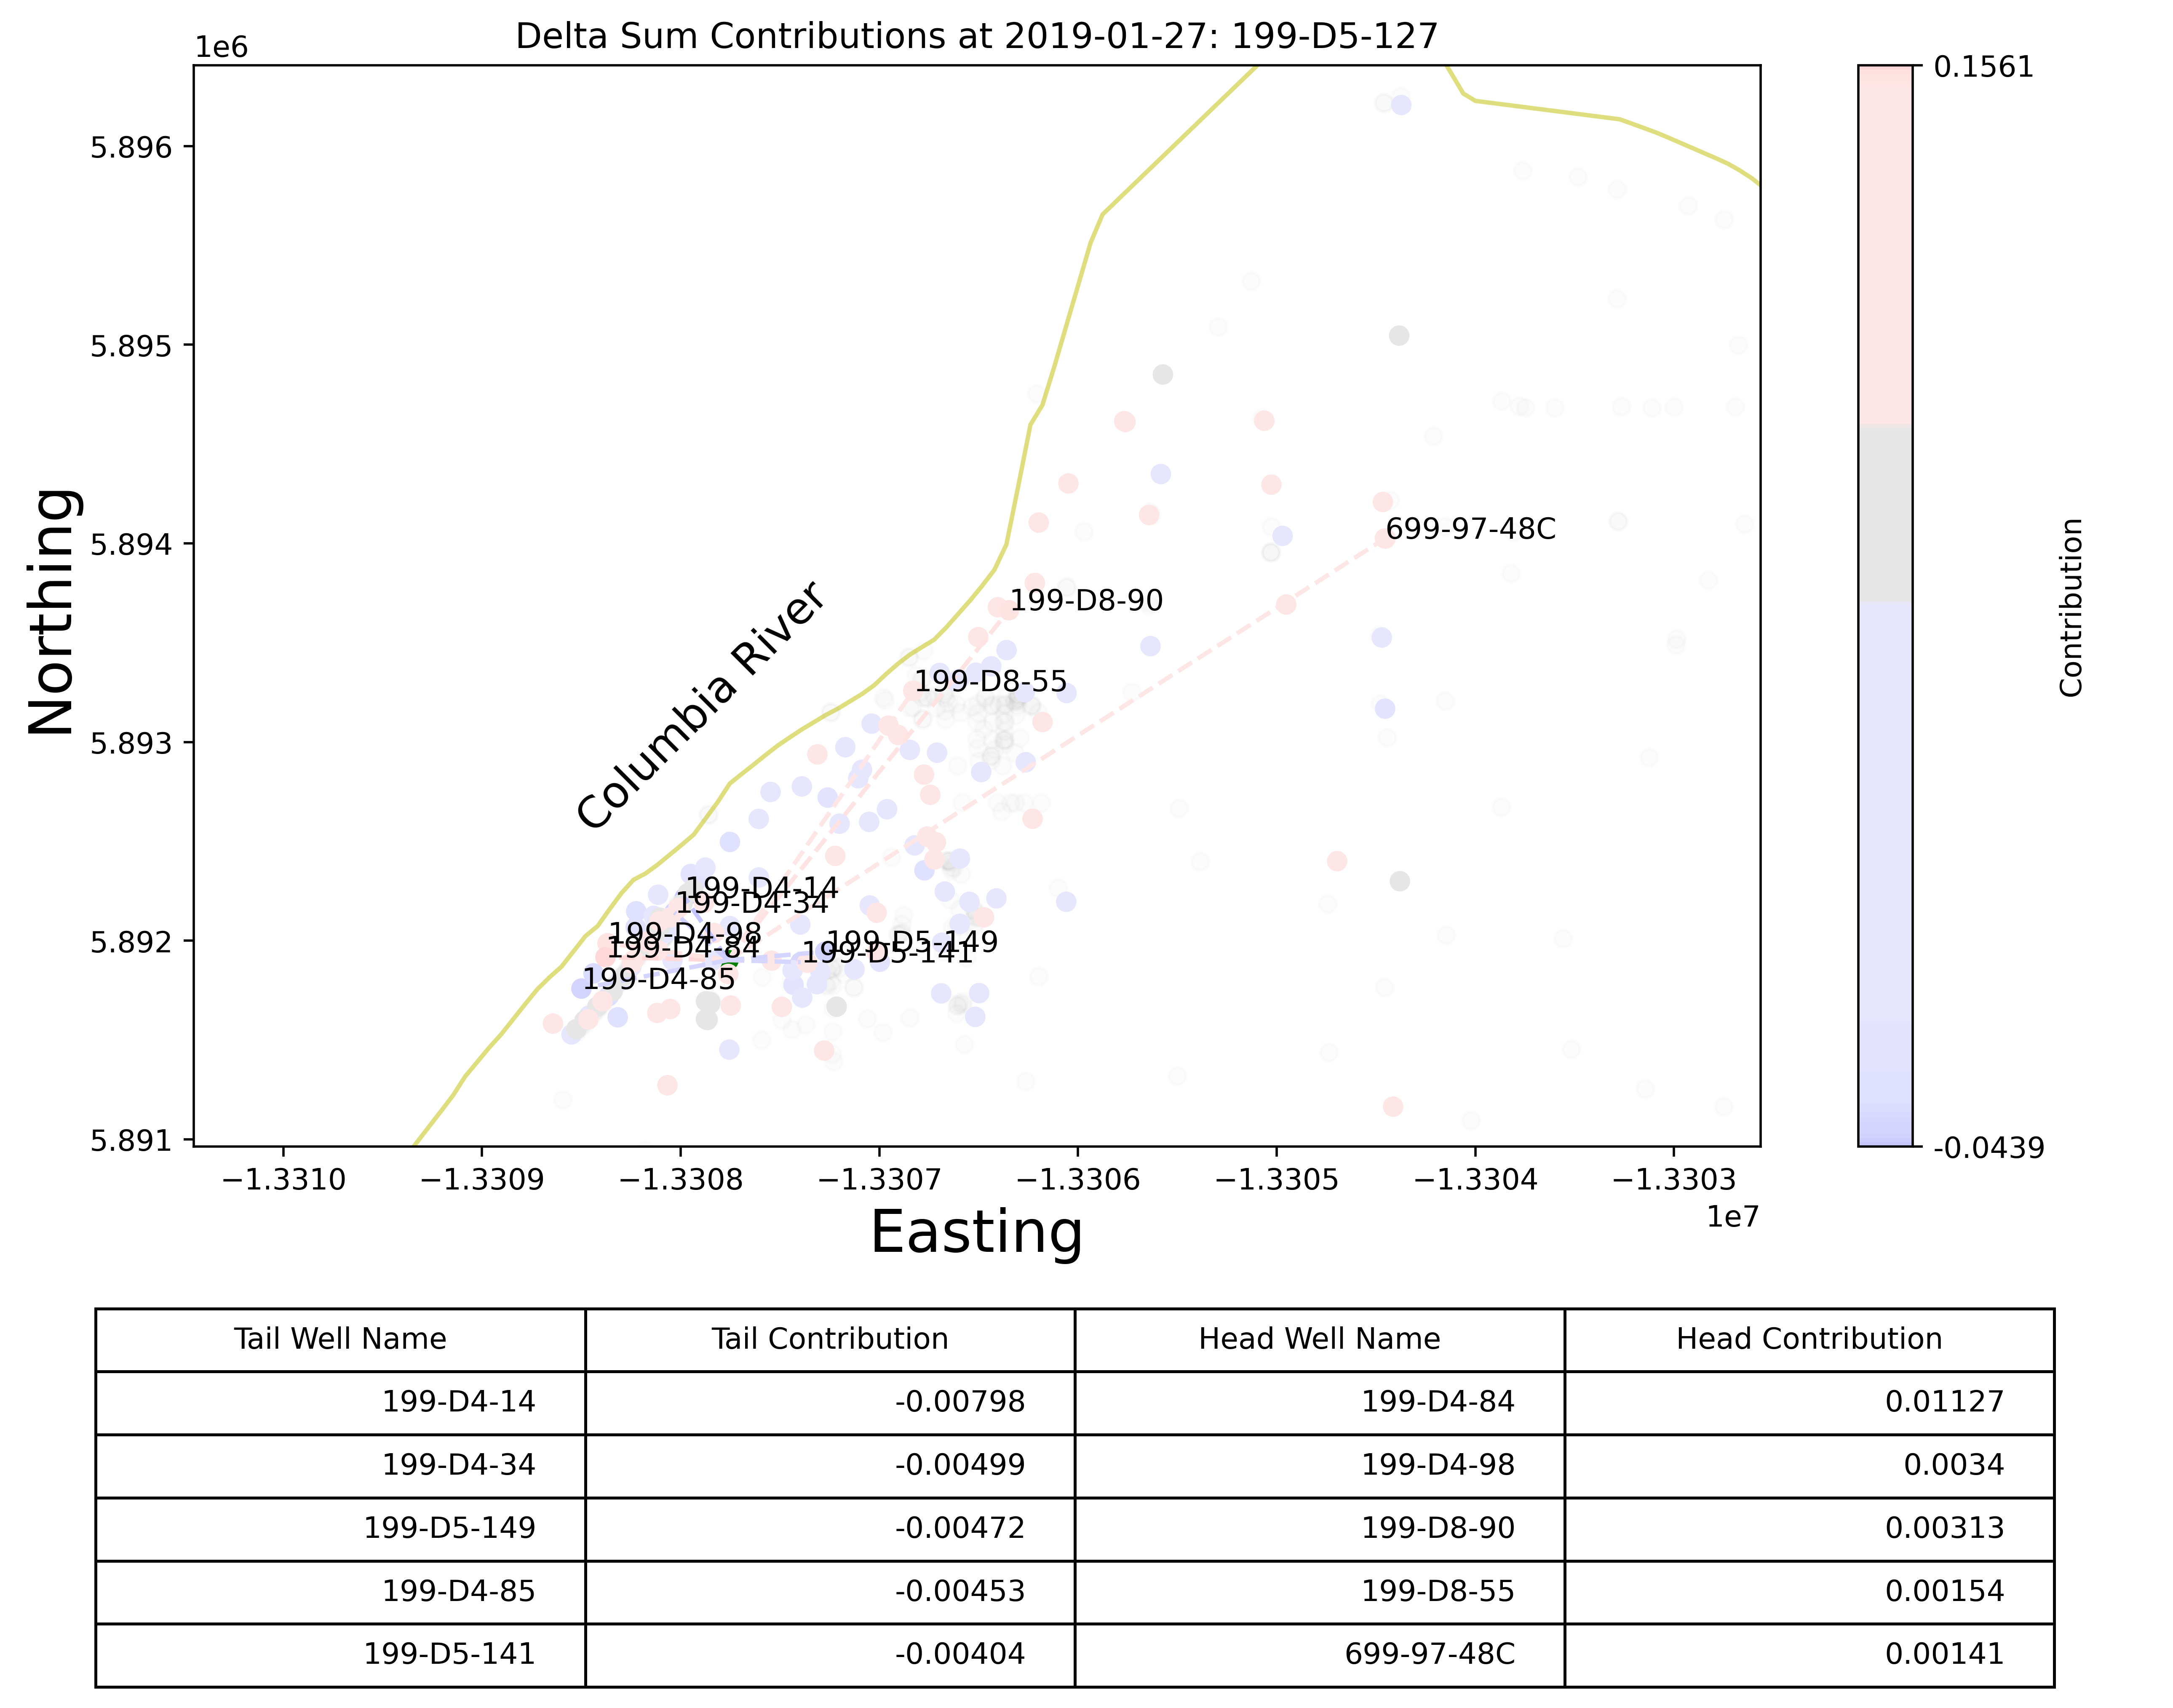 Delta Sum Contributions at 2019-01-27: 199-D5-127
1e6
0.1561
5.896
5.895
5.894
5.893
5.892
5.891
Northing
Columbia River
699-97-48C
199-D8-90
199-D8-55
199-D4-14
199-D4-34
199-D4-98
199-D4-84
199-D5-149
199-D5-141
199-D4-85
Contribution
-0.0439
−1.3310 −1.3309 −1.3308 −1.3307 −1.3306 −1.3305 −1.3304 −1.3303
1e7
Easting
Tail Well Name Tail Contribution Head Well Name Head Contribution
199-D4-14 -0.00798 199-D4-84 0.01127
199-D4-34 -0.00499 199-D4-98 0.0034
199-D5-149 -0.00472 199-D8-90 0.00313
199-D4-85 -0.00453 199-D8-55 0.00154
199-D5-141 -0.00404 699-97-48C 0.00141